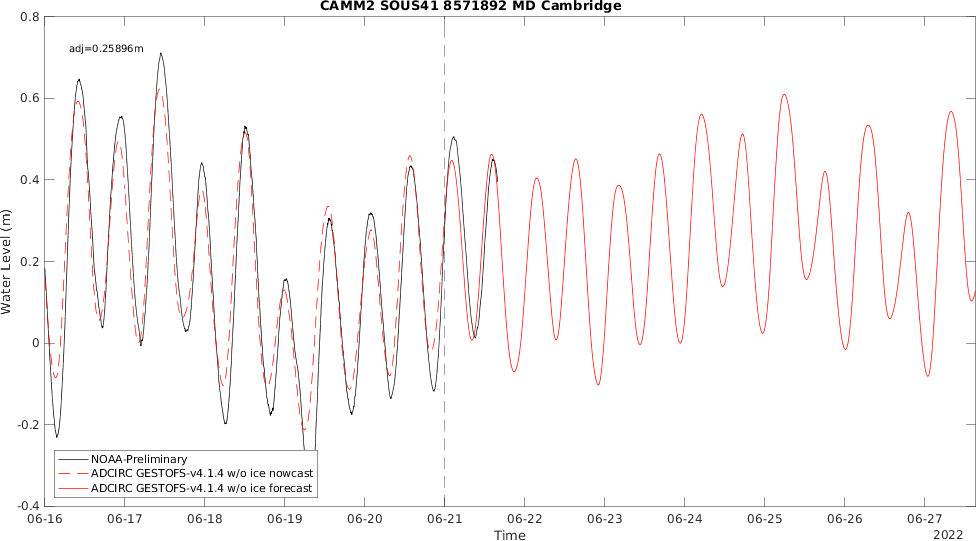 CAMM2 SOUS41 8571892 MD Cambridge
0.8
adj=0.25896m
0.6
0.4
0.2
0
-0.2
-0.4
Water Level (m)
NOAA-Preliminary
ADCIRC GESTOFS-v4.1.4 w/o ice nowcast
ADCIRC GESTOFS-v4.1.4 w/o ice forecast
06-16 06-17 06-18 06-19 06-20 06-21 06-22 06-23 06-24 06-25 06-26 06-27
Time
2022